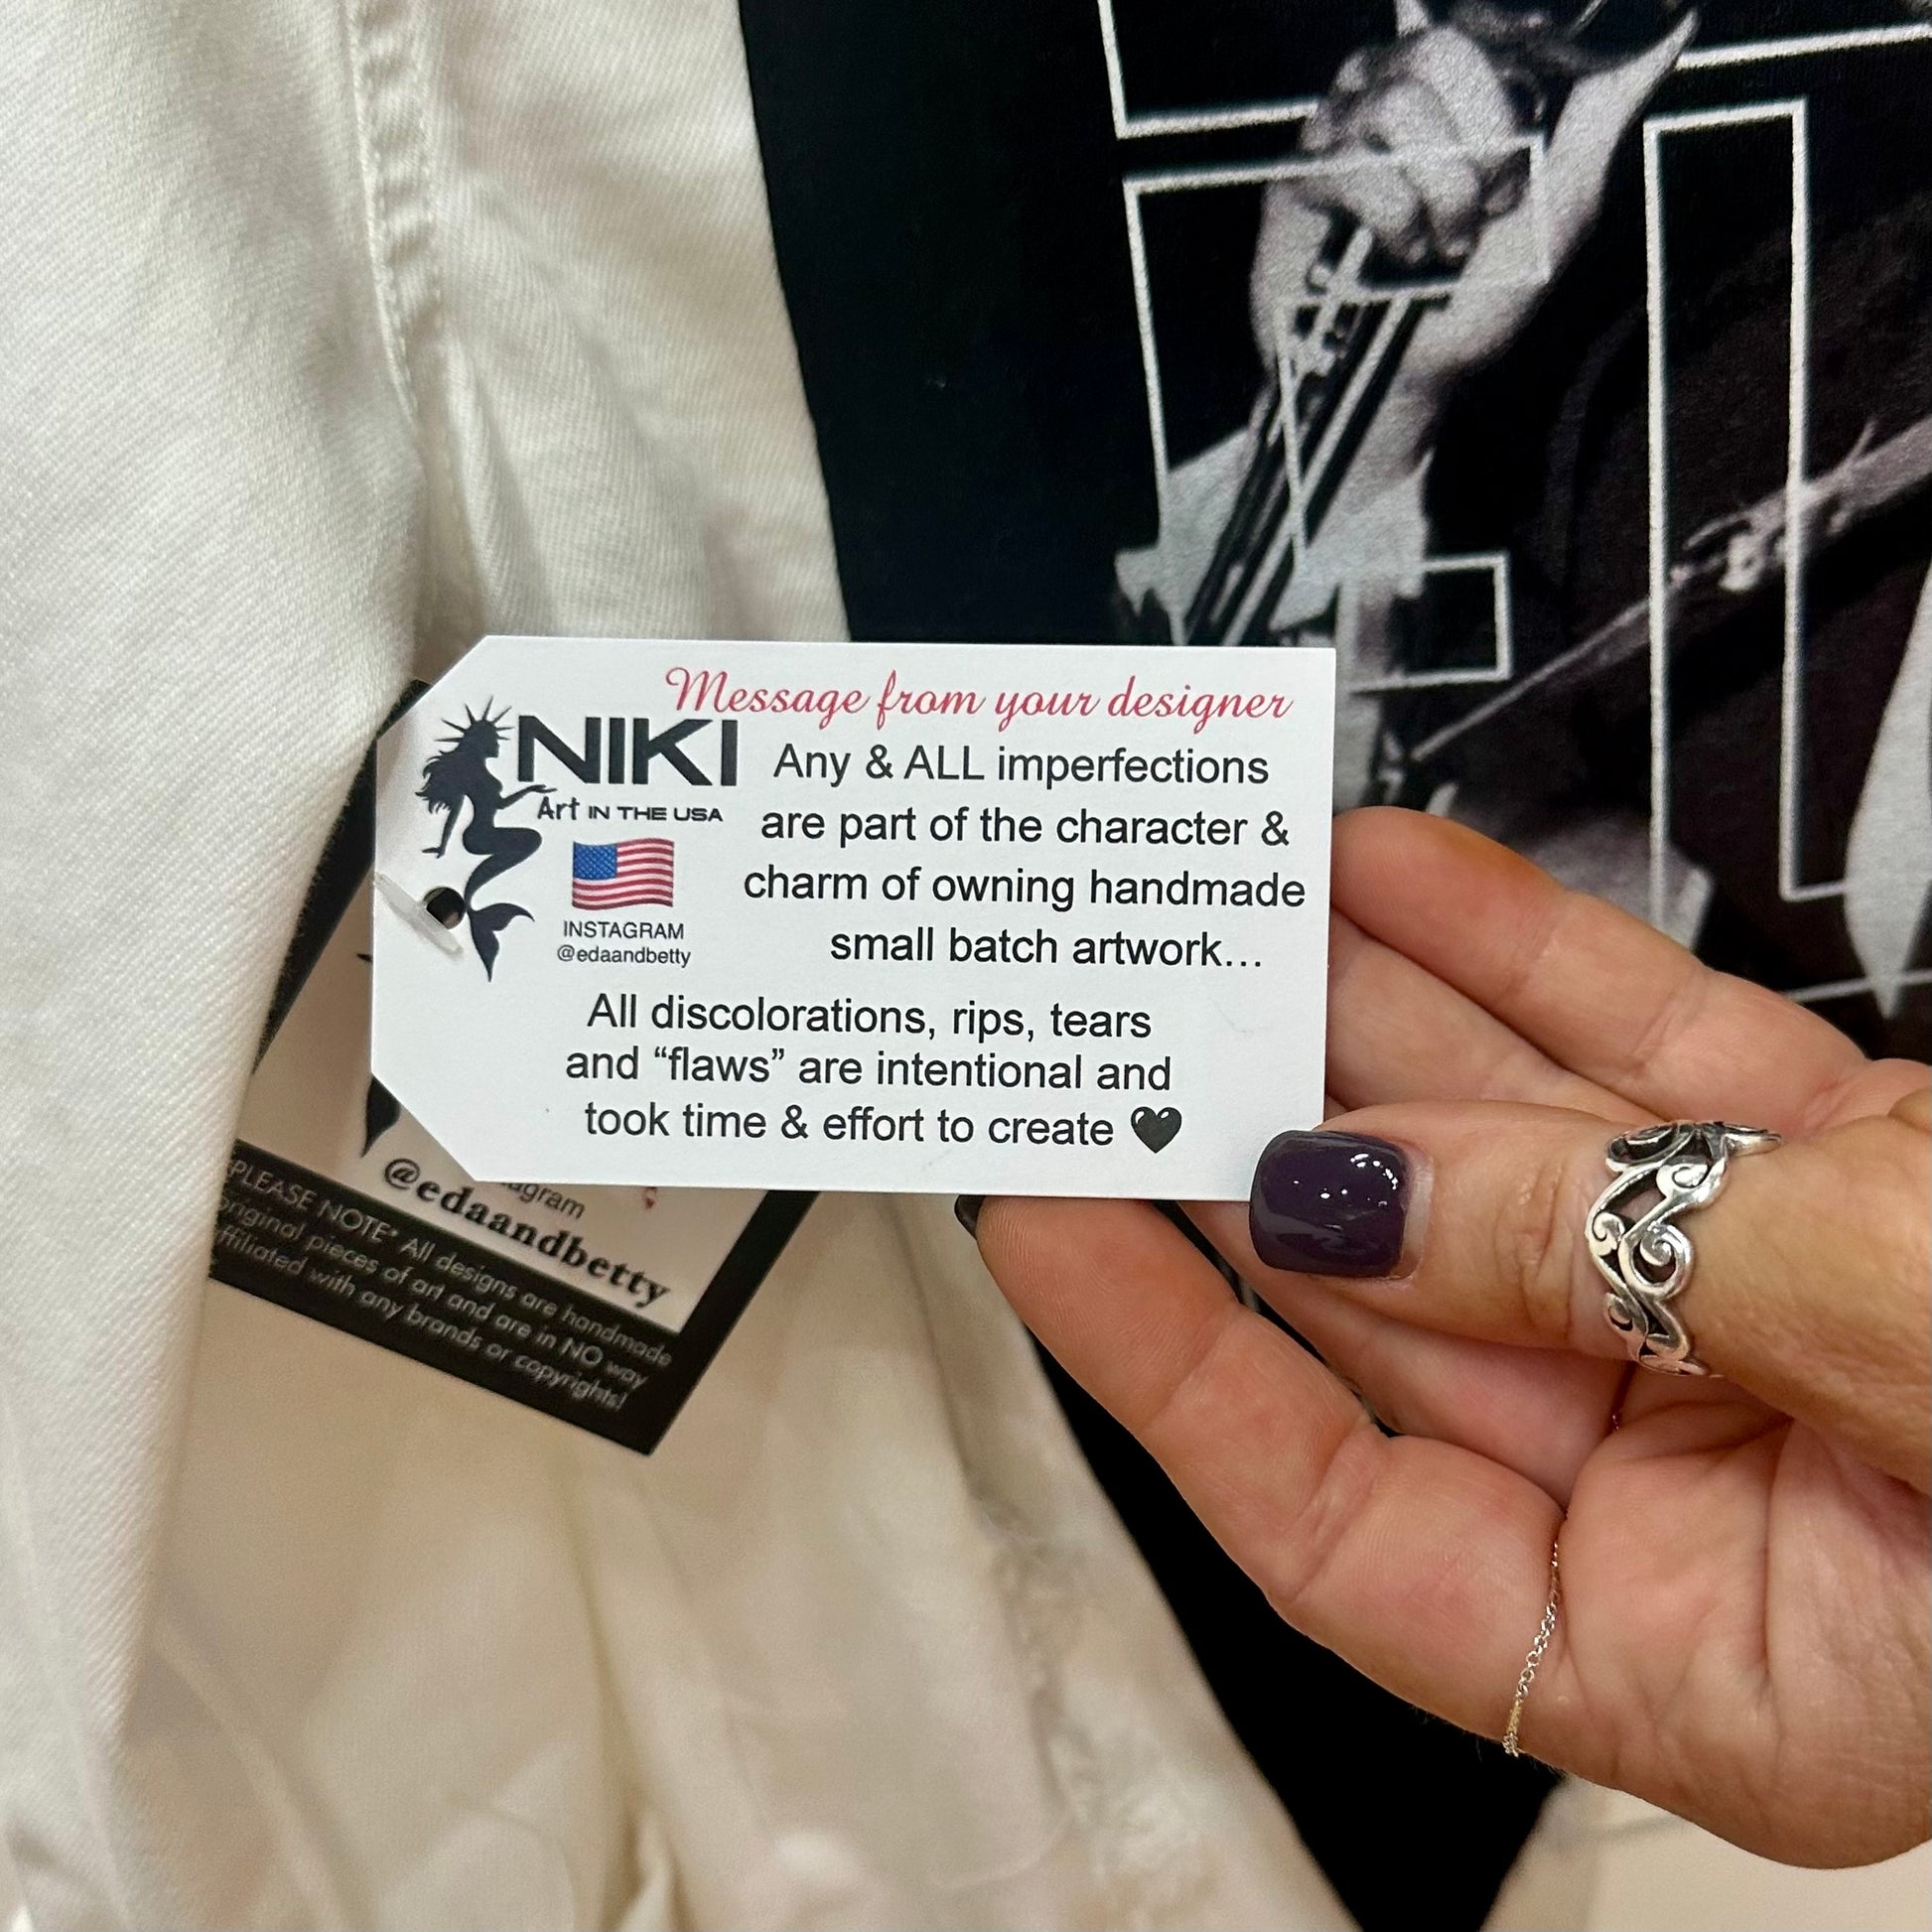 Message from your designer
NIKI
Art IN THE USA
INSTAGRAM
@edaandbetty
Any & ALL imperfections
are part of the character &
charm of owning handmade
small batch artwork...
All discolorations, rips, tears
and “flaws” are intentional and
took time & effort to create 🖤
@edaandbetty
PLEASE NOTE* All designs are handmade
original pieces of art and are in NO way
affiliated with any brands or copyrights!